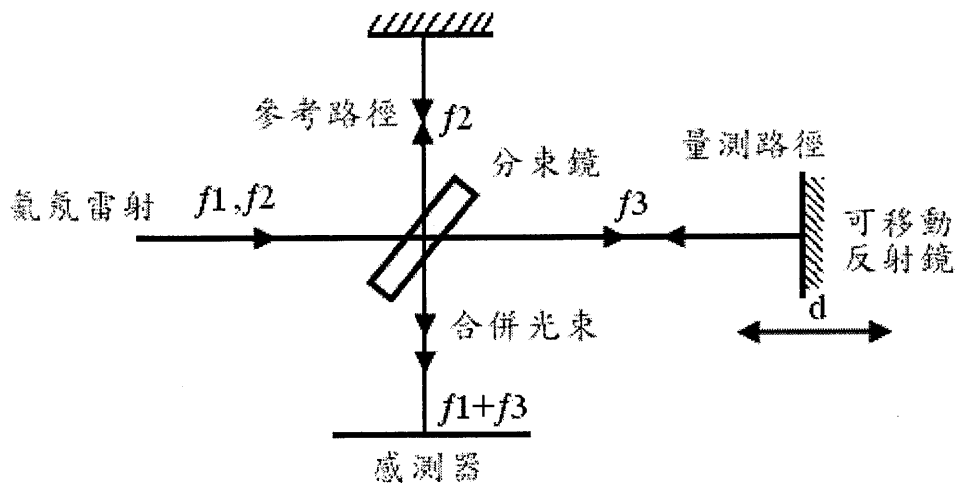 參考路徑
f2
分束鏡
量測路徑
氦氖雷射
f1,f2
f3
可移動
反射鏡
d
合併光束
f1+f3
感測器